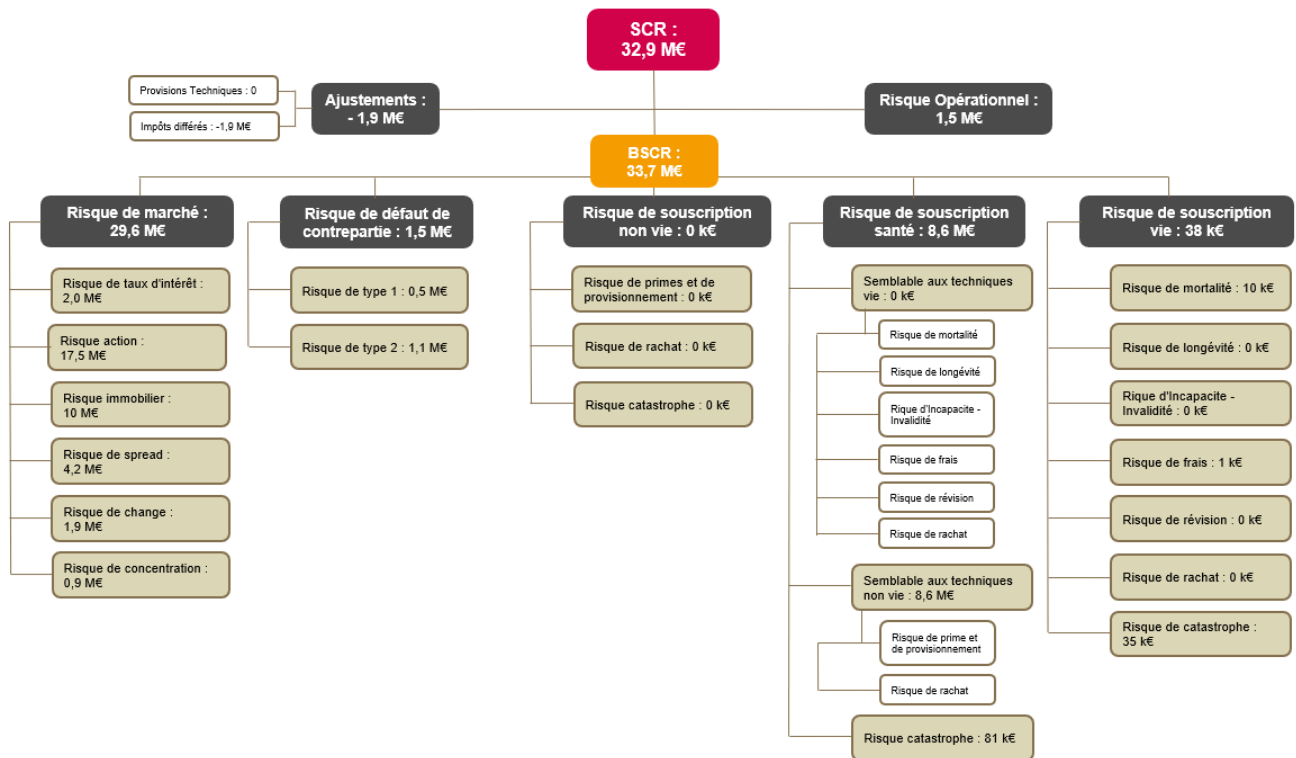 SCR :
32,9 M€
Provisions Techniques : 0
Impôts différés : -1,9 M€
Ajustements :
- 1,9 M€
Risque Opérationnel :
1,5 M€
BSCR :
33,7 M€
Risque de marché :
29,6 M€
Risque de taux d'intérêt :
2,0 M€
Risque action :
17,5 M€
Risque immobilier :
10 M€
Risque de spread :
4,2 M€
Risque de change :
1,9 M€
Risque de concentration :
0,9 M€
Risque de défaut de
contrepartie : 1,5 M€
Risque de type 1 : 0,5 M€
Risque de type 2 : 1,1 M€
Risque de souscription
non vie : 0 k€
Risque de primes et de
provisionnement : 0 k€
Risque de rachat : 0 k€
Risque catastrophe : 0 k€
Risque de souscription
santé : 8,6 M€
Semblable aux techniques
vie : 0 k€
Risque de mortalité
Risque de longévité
Rique d'Incapacite -
Invalidité
Risque de frais
Risque de révision
Risque de rachat
Semblable aux techniques
non vie : 8,6 M€
Risque de prime et
de provisionnement
Risque de rachat
Risque catastrophe : 81 k€
Risque de souscription
vie : 38 k€
Risque de mortalité : 10 k€
Risque de longévité : 0 k€
Rique d'Incapacite -
Invalidité : 0 k€
Risque de frais : 1 k€
Risque de révision : 0 k€
Risque de rachat : 0 k€
Risque de catastrophe :
35 k€